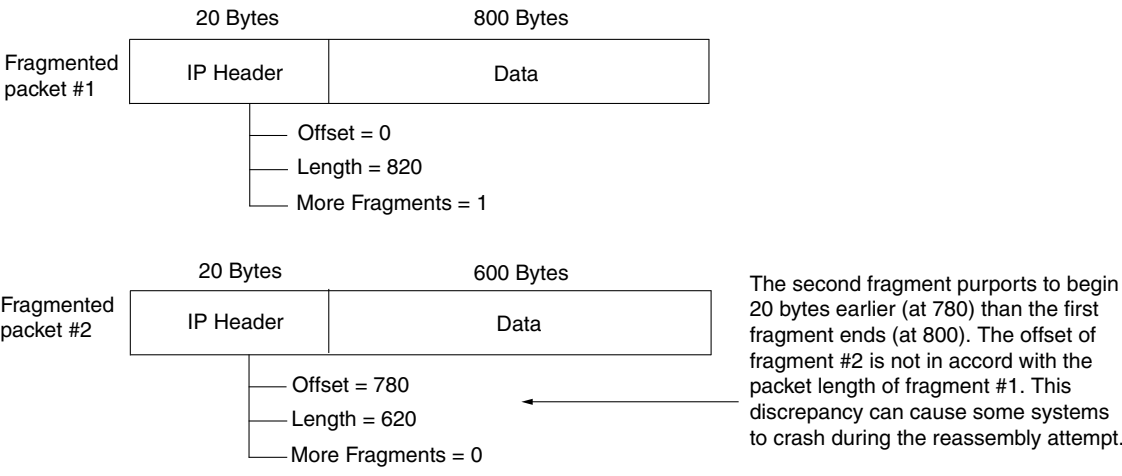 20 Bytes
800 Bytes
Fragmented
packet #1
IP Header
Data
Offset = 0
Length = 820
More Fragments = 1
20 Bytes
600 Bytes
Fragmented
packet #2
IP Header
Data
Offset = 780
Length = 620
More Fragments = 0
The second fragment purports to begin
20 bytes earlier (at 780) than the first
fragment ends (at 800). The offset of
fragment #2 is not in accord with the
packet length of fragment #1. This
discrepancy can cause some systems
to crash during the reassembly attempt.